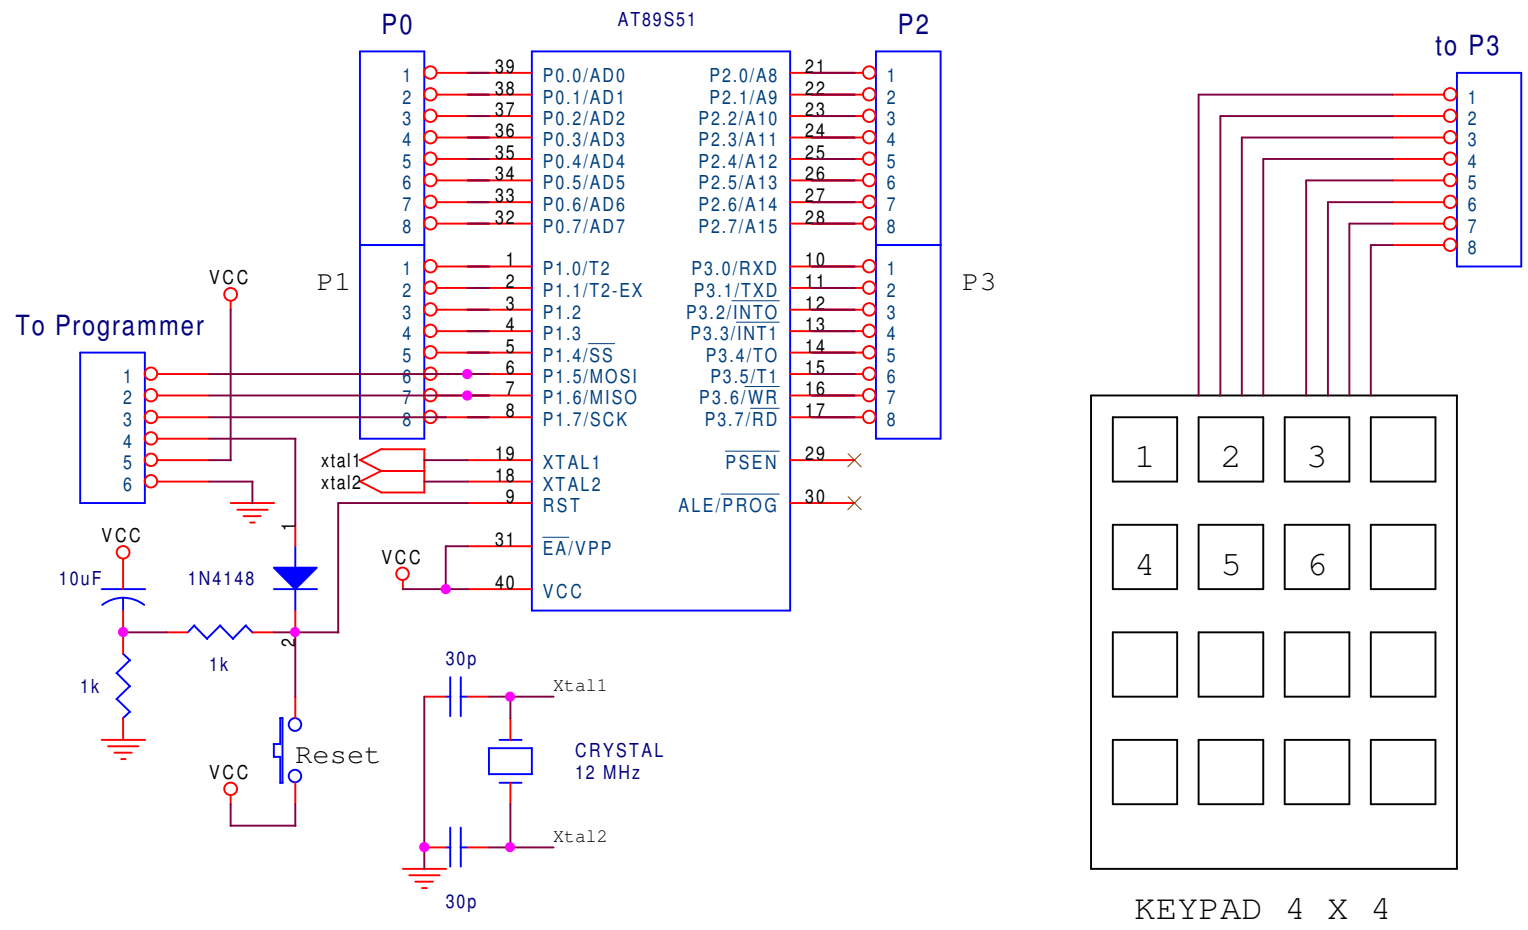 AT89S51
P0
P2
to P3
1 39 P0.0/AD0 P2.0/A8 21 1
2 38 P0.1/AD1 P2.1/A9 22 2
3 37 P0.2/AD2 P2.2/A10 23 3
4 36 P0.3/AD3 P2.3/A11 24 4
5 35 P0.4/AD4 P2.4/A12 25 5
6 34 P0.5/AD5 P2.5/A13 26 6
7 33 P0.6/AD6 P2.6/A14 27 7
8 32 P0.7/AD7 P2.7/A15 28 8
P1
P3
1 1 P1.0/T2 P3.0/RXD 10 1
2 2 P1.1/T2-EX P3.1/TXD 11 2
3 3 P1.2 P3.2/INTO 12 3
4 4 P1.3 P3.3/INT1 13 4
5 5 P1.4/SS P3.4/TO 14 5
6 6 P1.5/MOSI P3.5/T1 15 6
7 7 P1.6/MISO P3.6/WR 16 7
8 8 P1.7/SCK P3.7/RD 17 8
xtal1 19 XTAL1 PSEN 29
xtal2 18 XTAL2
9 RST ALE/PROG 30
31 EA/VPP
VCC
40 VCC
VCC
To Programmer
1
2
3
4
5
6
VCC
10uF
1
1N4148
2
1k
1k
Reset
VCC
30p
Xtal1
CRYSTAL
12 MHz
Xtal2
30p
1
2
3
4
5
6
7
8
1 2 3
4 5 6
KEYPAD 4 X 4